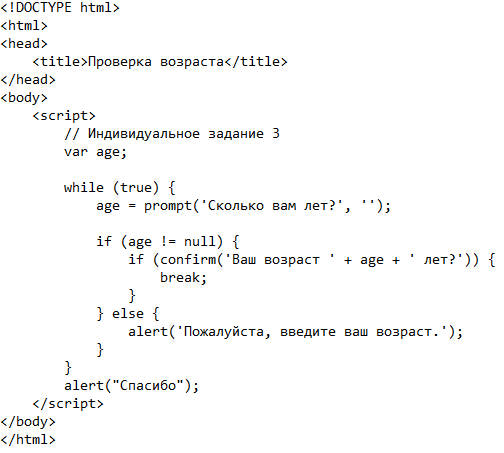 <!DOCTYPE html>
<html>
<head>
    <title>Проверка возраста</title>
</head>
<body>
    <script>
        // Индивидуальное задание 3
        var age;

        while (true) {
            age = prompt('Сколько вам лет?', '');

            if (age != null) {
                if (confirm('Ваш возраст ' + age + ' лет?')) {
                    break;
                }
            } else {
                alert('Пожалуйста, введите ваш возраст.');
            }
        }
        alert("Спасибо");
    </script>
</body>
</html>